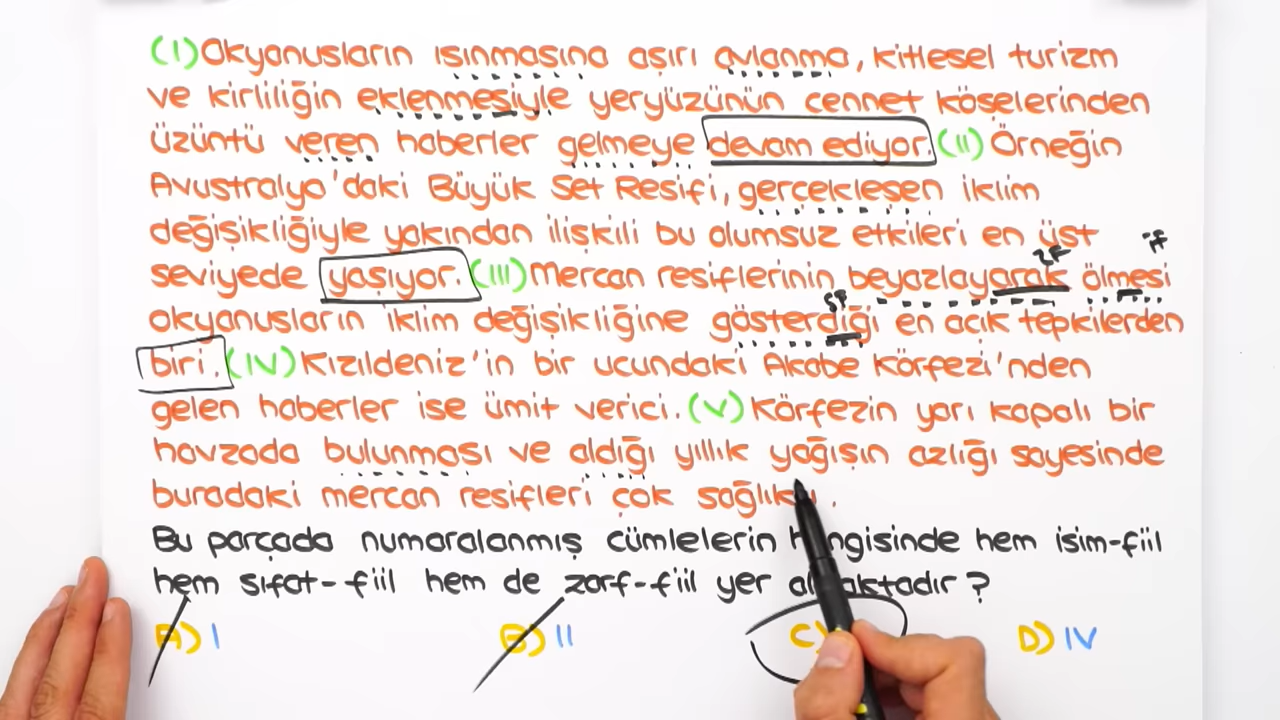 (I) Okyanusların ısınmasına aşırı avlanma, kitlesel turizm
ve kirliliğin eklenmesiyle yeryüzünün cennet köşelerinden
üzüntü veren haberler gelmeye devam ediyor. (II) Örneğin
Avustralya'daki Büyük Set Resifi, gerçekleşen iklim
değişikliğiyle yakından ilişkili bu olumsuz etkileri en üst
seviyede yaşıyor. (III) Mercan resiflerinin beyazlayarak ölmesi
okyanusların iklim değişikliğine gösterdiği en açık tepkilerden
biri. (IV) Kızıldeniz'in bir ucundaki Akabe Körfezi'nden
gelen haberler ise ümit verici. (V) Körfezin yarı kapalı bir
havzada bulunması ve aldığı yıllık yağışın azlığı sayesinde
buradaki mercan resifleri çok
Bu parçada numaralanmış cümlelerin hem isim-fiil
hem sıfat-fiil hem de zarf-fiil yer ?
A) I B) II C) D) IV